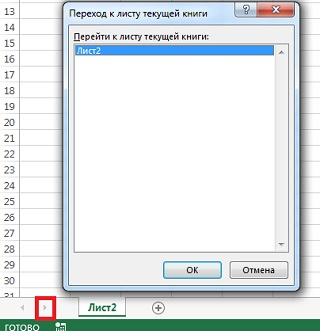 Переход к листу текущей книги
Перейти к листу текущей книги:
Лист2
ОК
Отмена
13
14
15
16
17
18
19
20
21
22
23
24
25
26
27
28
29
30
31
Лист2
ГОТОВО